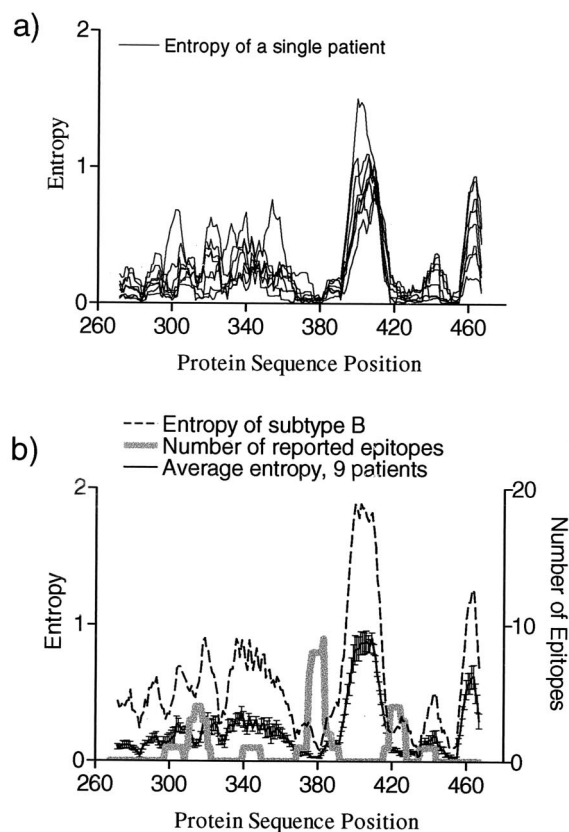 a)
Entropy of a single patient
2
1
0
Entropy
260 300 340 380 420 460
Protein Sequence Position
b)
Entropy of subtype B
Number of reported epitopes
Average entropy, 9 patients
2
1
0
Entropy
20
10
0
Number of Epitopes
260 300 340 380 420 460
Protein Sequence Position